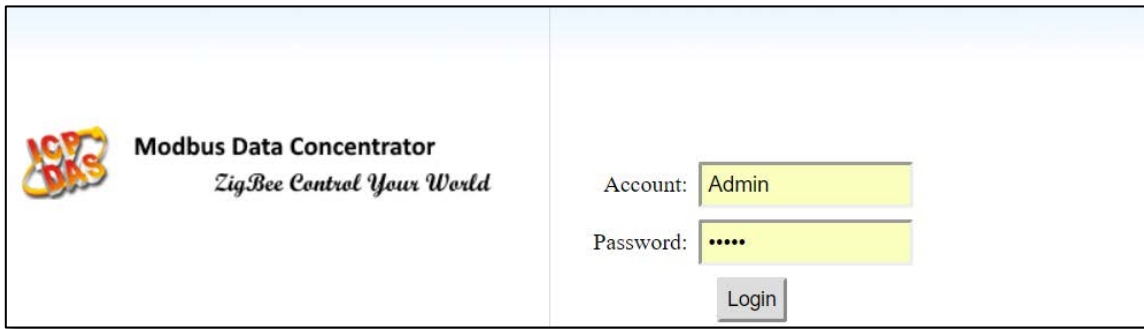 ICP
DAS
Modbus Data Concentrator
ZigBee Control Your World
Account: Admin
Password: •••••
Login